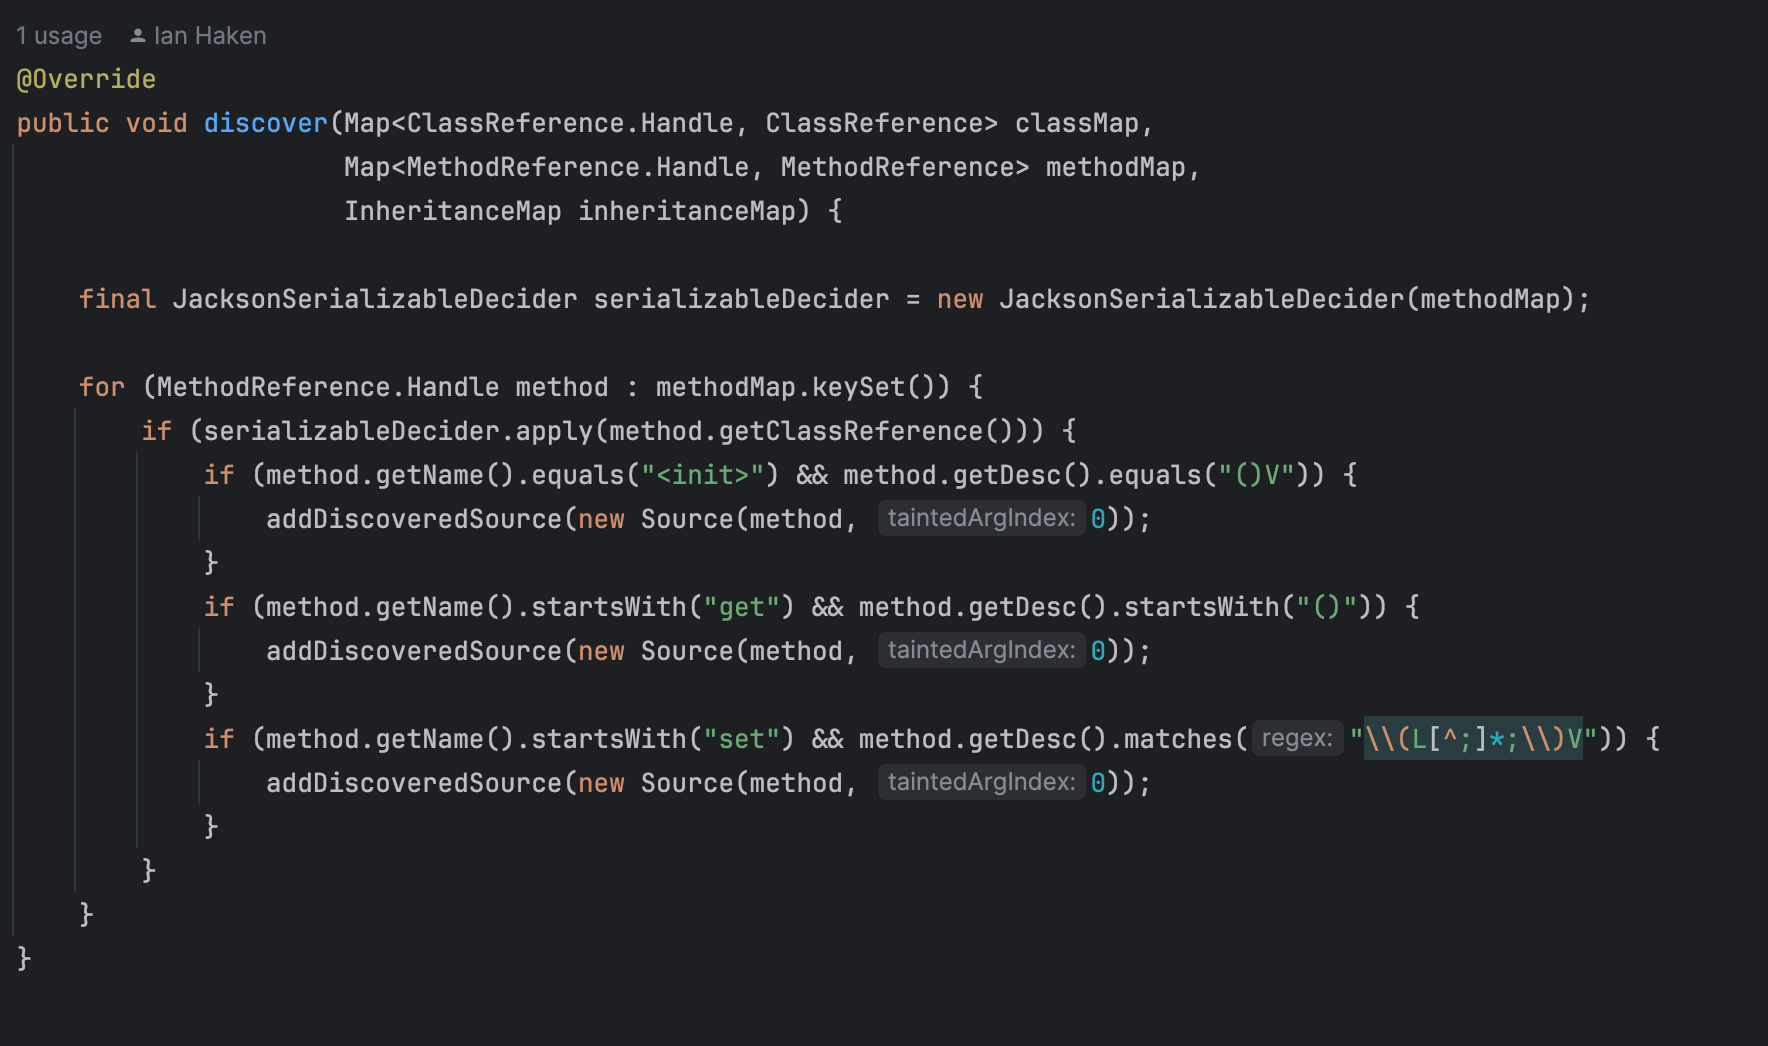 1 usage Ian Haken
@Override
public void discover(Map<ClassReference.Handle, ClassReference> classMap,
Map<MethodReference.Handle, MethodReference> methodMap,
InheritanceMap inheritanceMap) {
final JacksonSerializableDecider serializableDecider = new JacksonSerializableDecider(methodMap);
for (MethodReference.Handle method : methodMap.keySet()) {
if (serializableDecider.apply(method.getClassReference())) {
if (method.getName().equals("<init>") && method.getDesc().equals("()V")) {
addDiscoveredSource(new Source(method, taintedArgIndex: 0));
}
if (method.getName().startsWith("get") && method.getDesc().startsWith("()")) {
addDiscoveredSource(new Source(method, taintedArgIndex: 0));
}
if (method.getName().startsWith("set") && method.getDesc().matches( regex: "\\(L[^;]*;\\)V")) {
addDiscoveredSource(new Source(method, taintedArgIndex: 0));
}
}
}
}